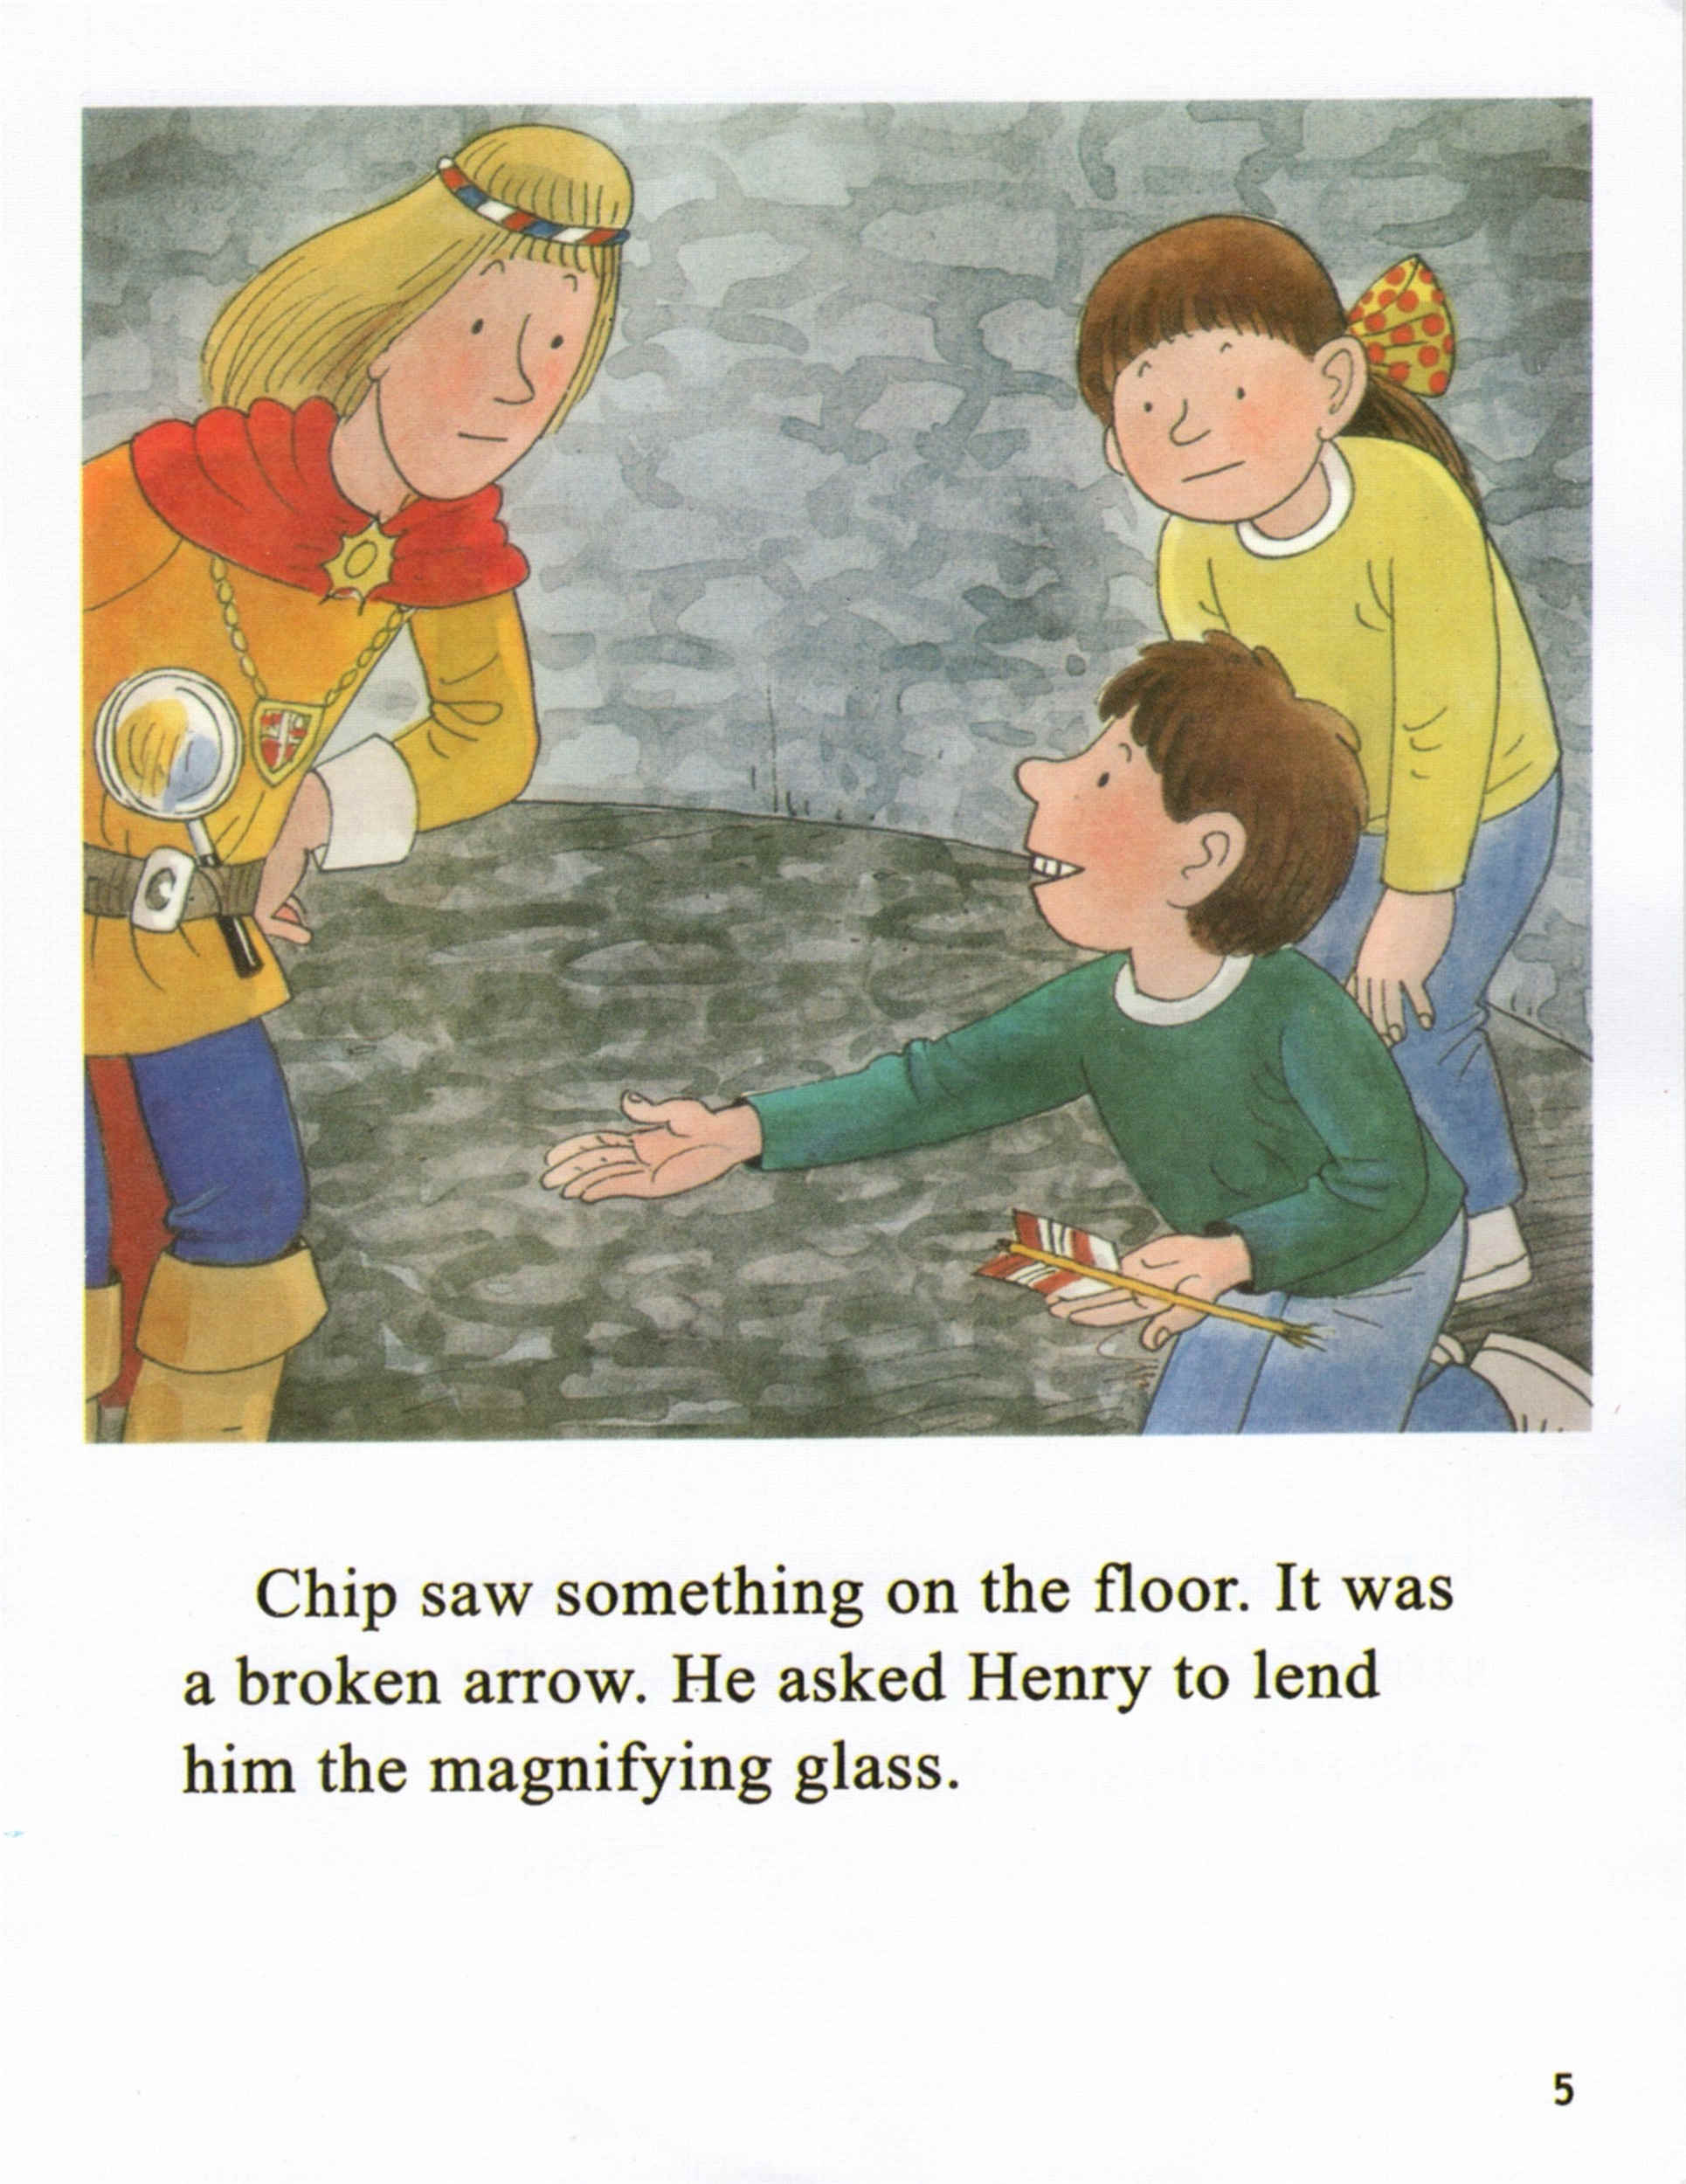 Chip saw something on the floor. It was
a broken arrow. He asked Henry to lend
him the magnifying glass.
5